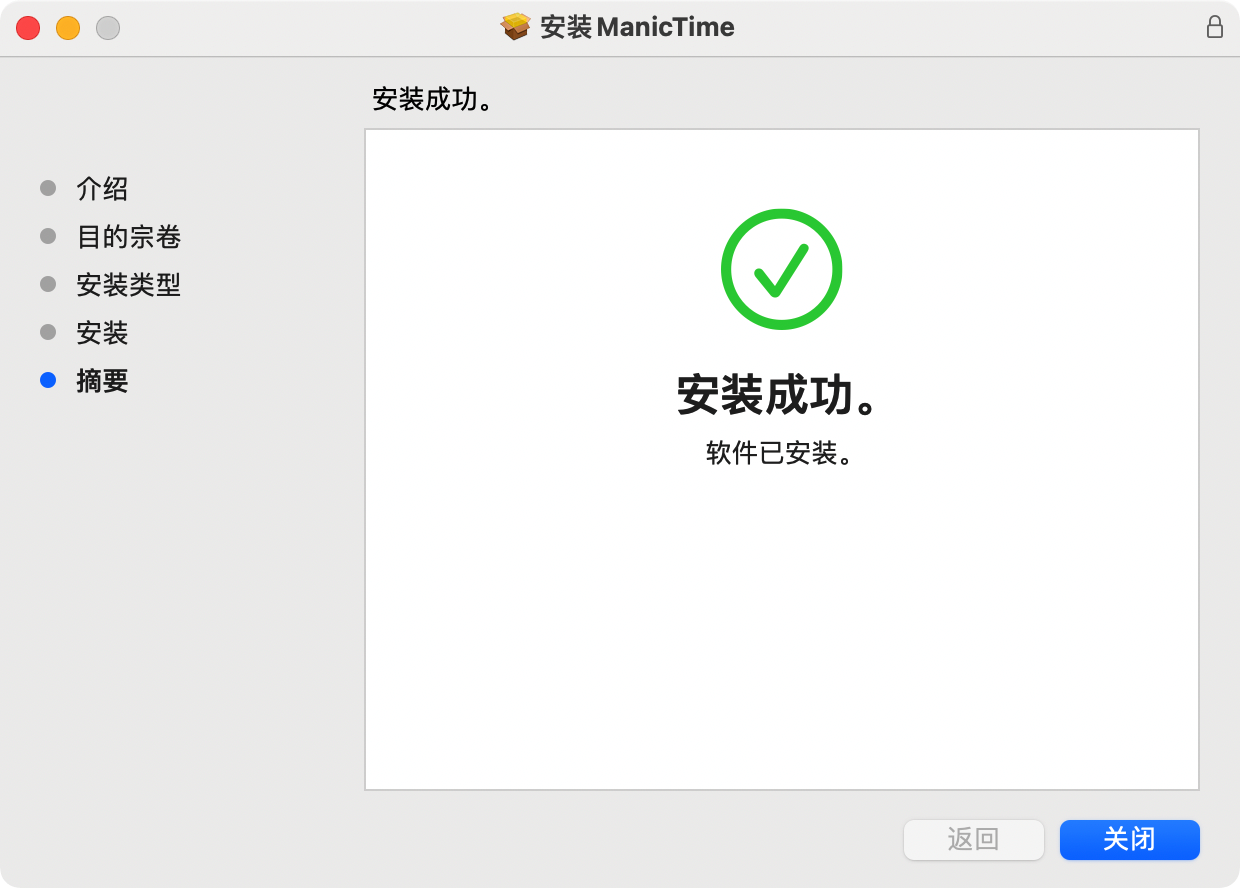 安装 ManicTime
安装成功。
介绍
目的宗卷
安装类型
安装
摘要
安装成功。
软件已安装。
返回
关闭